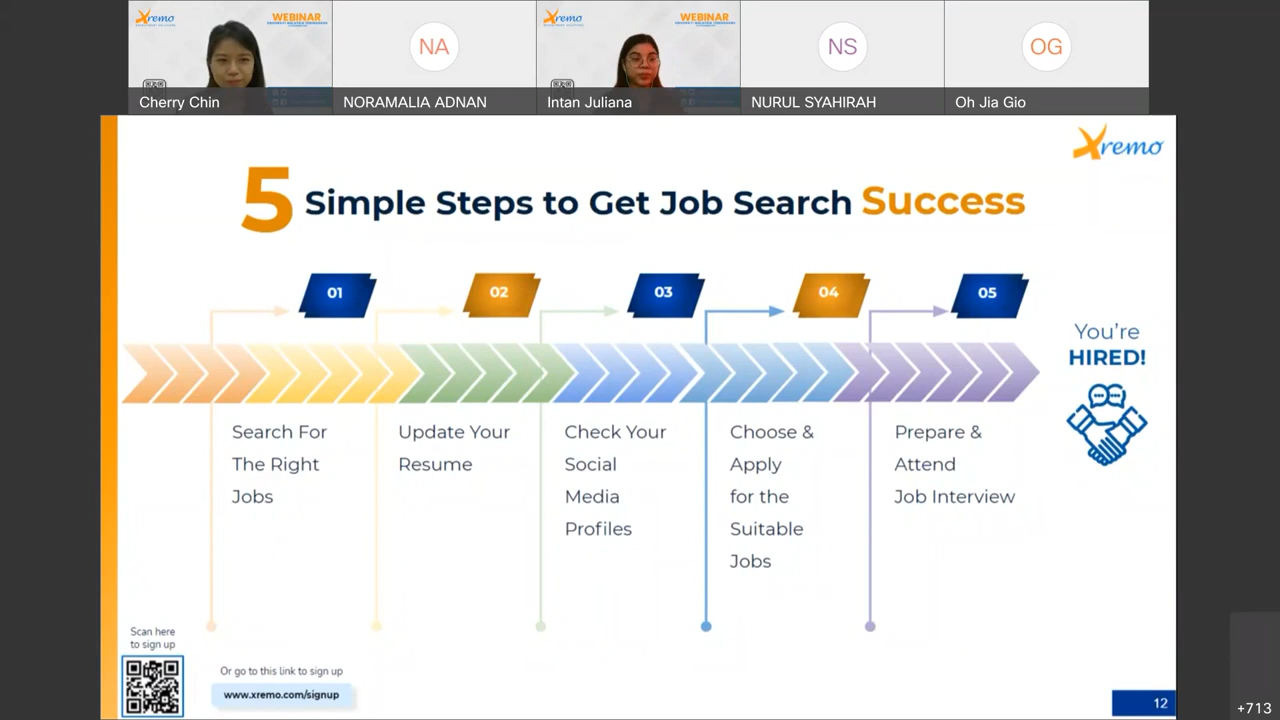 Xremo
WEBINAR
Xremo
WEBINAR
NA
NS
OG
Cherry Chin
NORAMALIA ADNAN
Intan Juliana
NURUL SYAHIRAH
Oh Jia Gio
Xremo
5 Simple Steps to Get Job Search Success
01
02
03
04
05
You're
HIRED!
Search For
The Right
Jobs
Update Your
Resume
Check Your
Social
Media
Profiles
Choose &
Apply
for the
Suitable
Jobs
Prepare &
Attend
Job Interview
Scan here
to sign up
Or go to this link to sign up
www.xremo.com/signup
12
+713